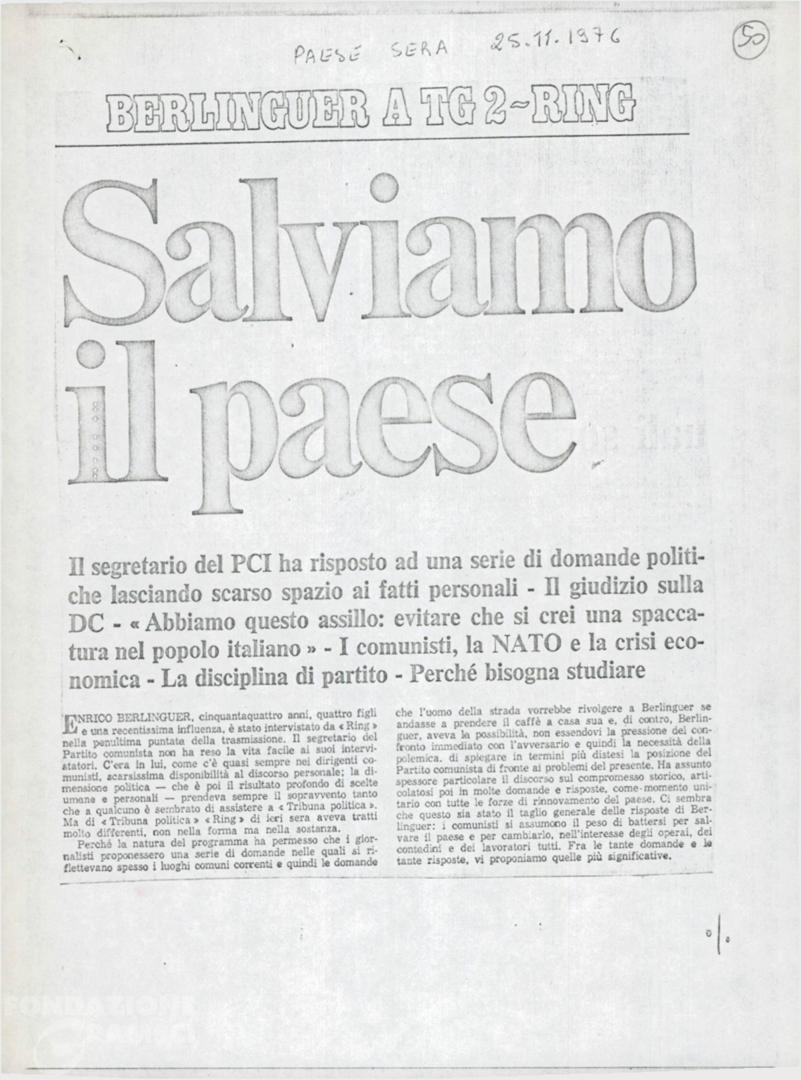 PAESE SERA 25.11.1976
50
BERLINGUER A TG 2~RING
Salviamo
il paese
Il segretario del PCI ha risposto ad una serie di domande politi-
che lasciando scarso spazio ai fatti personali - Il giudizio sulla
DC - « Abbiamo questo assillo: evitare che si crei una spacca-
tura nel popolo italiano » - I comunisti, la NATO e la crisi eco-
nomica - La disciplina di partito - Perché bisogna studiare
ENRICO BERLINGUER, cinquantaquattro anni, quattro figli
e una recentissima influenza, è stato intervistato da « Ring »
nella penultima puntata della trasmissione. Il segretario del
Partito comunista non ha reso la vita facile ai suoi intervi-
statori. C'era in lui, come c'è quasi sempre nei dirigenti co-
munisti, scarsissima disponibilità al discorso personale: la di-
mensione politica — che è poi il risultato profondo di scelte
umane e personali — prendeva sempre il sopravvento tanto
che a qualcuno è sembrato di assistere a « Tribuna politica ».
Ma di « Tribuna politica » « Ring » di ieri sera aveva tratti
molto differenti, non nella forma ma nella sostanza.
Perché la natura del programma ha permesso che i gior-
nalisti proponessero una serie di domande nelle quali si ri-
flettevano spesso i luoghi comuni correnti e quindi le domande
che l'uomo della strada vorrebbe rivolgere a Berlinguer se
andasse a prendere il caffè a casa sua e, di contro, Berlin-
guer, aveva la possibilità, non essendovi la pressione del con-
fronto immediato con l'avversario e quindi la necessità della
polemica, di spiegare in termini più distesi la posizione del
Partito comunista di fronte ai problemi del presente. Ha assunto
spessore particolare il discorso sul compromesso storico, arti-
colatosi poi in molte domande e risposte, come momento uni-
tario con tutte le forze di rinnovamento del paese. Ci sembra
che questo sia stato il taglio generale delle risposte di Ber-
linguer: i comunisti si assumono il peso di battersi per sal-
vare il paese e per cambiarlo, nell'interesse degli operai, dei
contadini e dei lavoratori tutti. Fra le tante domande e le
tante risposte, vi proponiamo quelle più significative.
FONDAZIONE
GRAMSCI